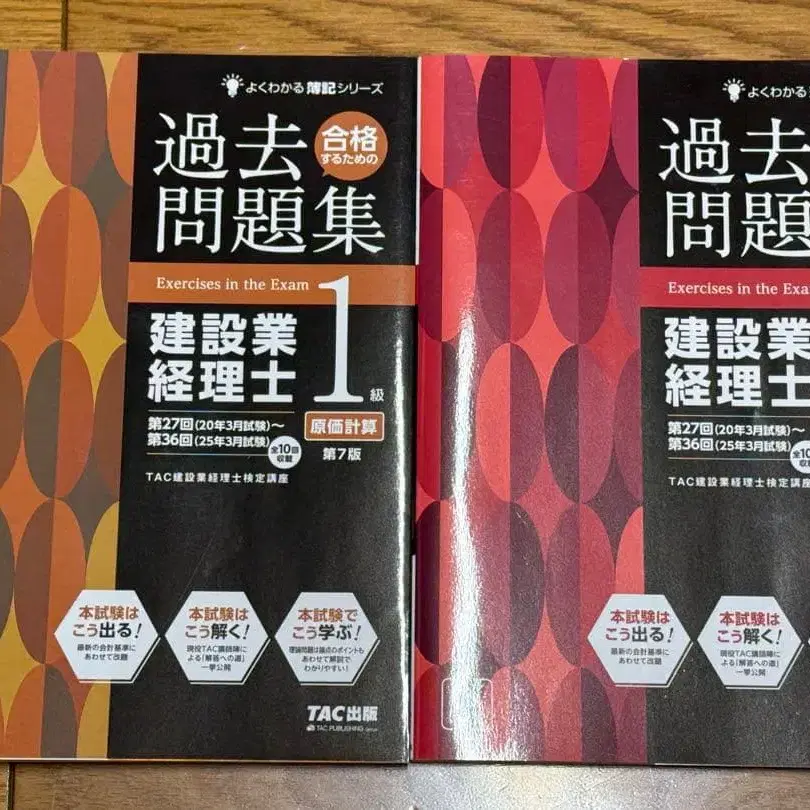 よくわかる簿記シリーズ
過去
合格
するための
問題集
Exercises in the Exam
1級
建設業
経理士
原価計算
第27回(20年3月試験)~
第36回(25年3月試験)
全10回
収載
第7版
TAC建設業経理士検定講座
本試験は
こう出る!
最新の会計基準に
あわせて改題
本試験は
こう解く!
現役TAC講師陣に
よる「解答への道」
一挙公開
本試験で
こう学ぶ!
理論問題は論点のポイントも
あわせて解説で
わかりやすい!
TAC出版
TAC PUBLISHING Group
よくわかる
過去
問題
Exercises in the Exa
建設業
経理士
第27回(20年3月試験)~
第36回(25年3月試験)
全10
収載
TAC建設業経理士検定講座
本試験は
こう出る!
最新の会計基準に
あわせて改題
本試験は
こう解く!
現役TAC講師陣に
よる「解答への道」
一挙公開